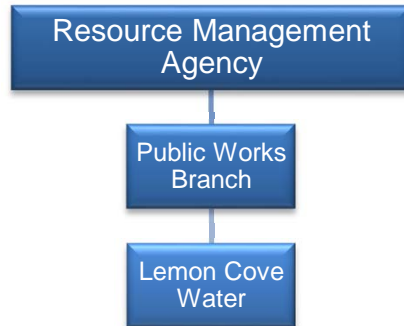 Resource Management
Agency
Public Works
Branch
Lemon Cove
Water